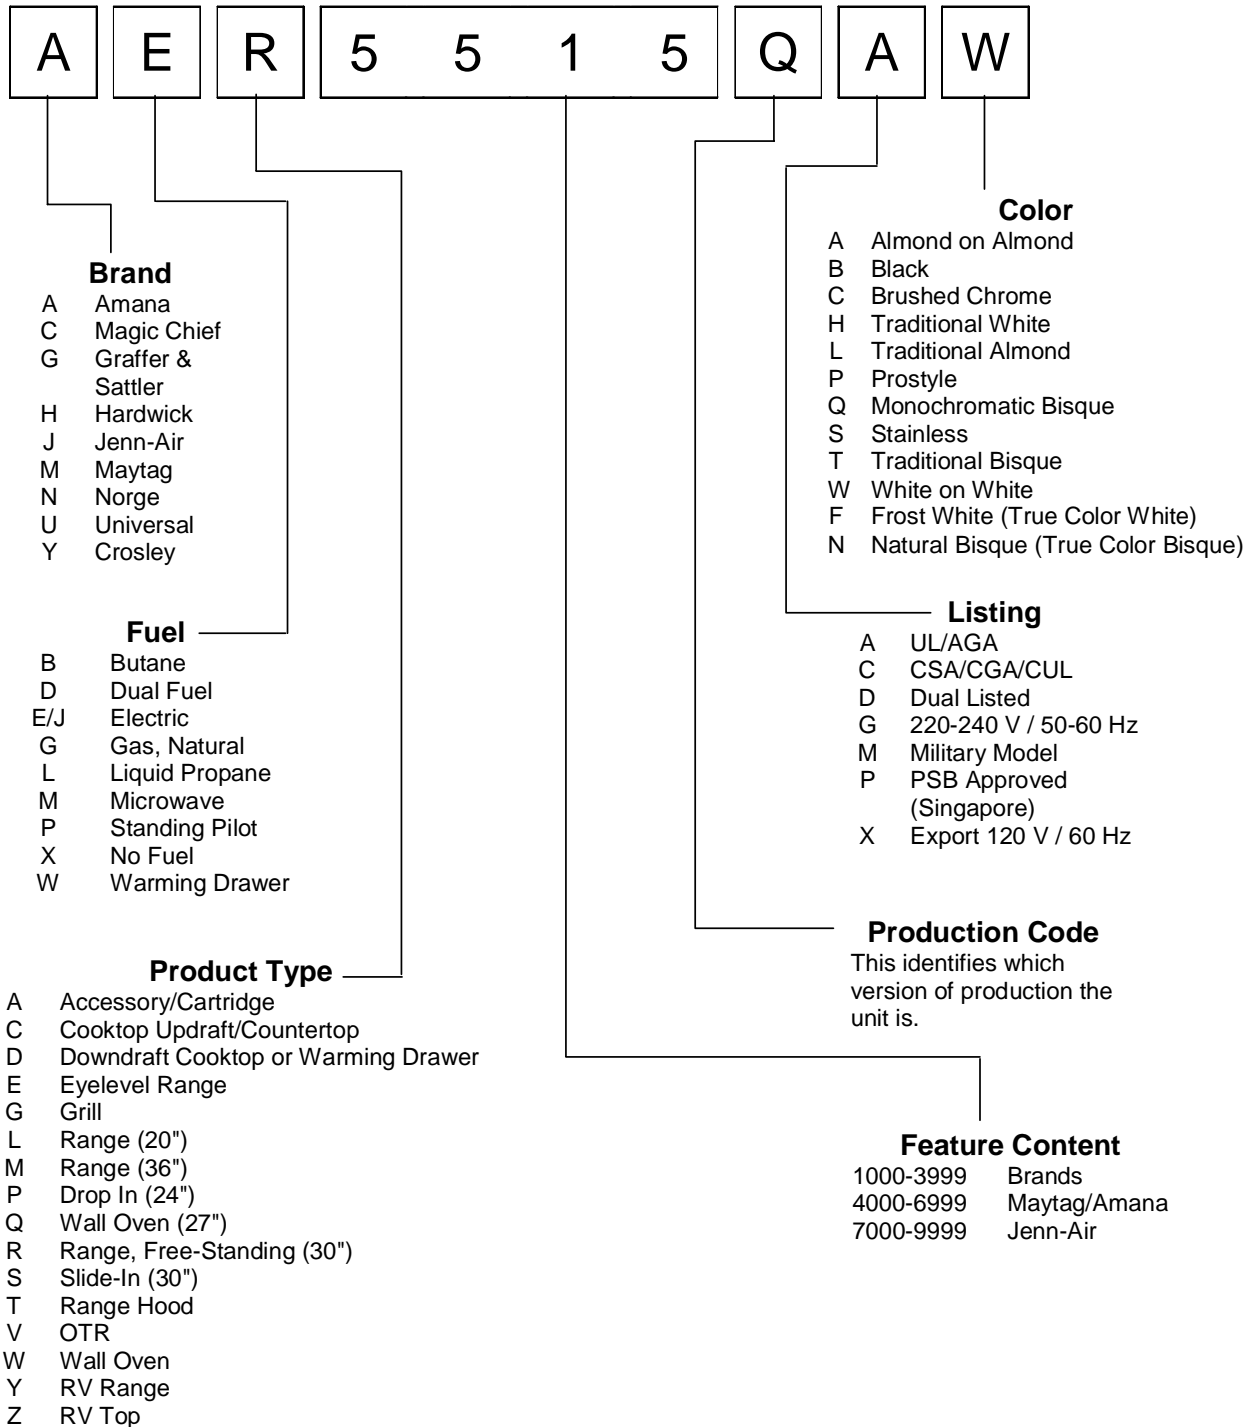 A E R 5 5 1 5 Q A W
Brand
A Amana
C Magic Chief
G Graffer &
Sattler
H Hardwick
J Jenn-Air
M Maytag
N Norge
U Universal
Y Crosley
Fuel
B Butane
D Dual Fuel
E/J Electric
G Gas, Natural
L Liquid Propane
M Microwave
P Standing Pilot
X No Fuel
W Warming Drawer
Product Type
A Accessory/Cartridge
C Cooktop Updraft/Countertop
D Downdraft Cooktop or Warming Drawer
E Eyelevel Range
G Grill
L Range (20")
M Range (36")
P Drop In (24")
Q Wall Oven (27")
R Range, Free-Standing (30")
S Slide-In (30")
T Range Hood
V OTR
W Wall Oven
Y RV Range
Z RV Top
Color
A Almond on Almond
B Black
C Brushed Chrome
H Traditional White
L Traditional Almond
P Prostyle
Q Monochromatic Bisque
S Stainless
T Traditional Bisque
W White on White
F Frost White (True Color White)
N Natural Bisque (True Color Bisque)
Listing
A UL/AGA
C CSA/CGA/CUL
D Dual Listed
G 220-240 V / 50-60 Hz
M Military Model
P PSB Approved
(Singapore)
X Export 120 V / 60 Hz
Production Code
This identifies which
version of production the
unit is.
Feature Content
1000-3999 Brands
4000-6999 Maytag/Amana
7000-9999 Jenn-Air